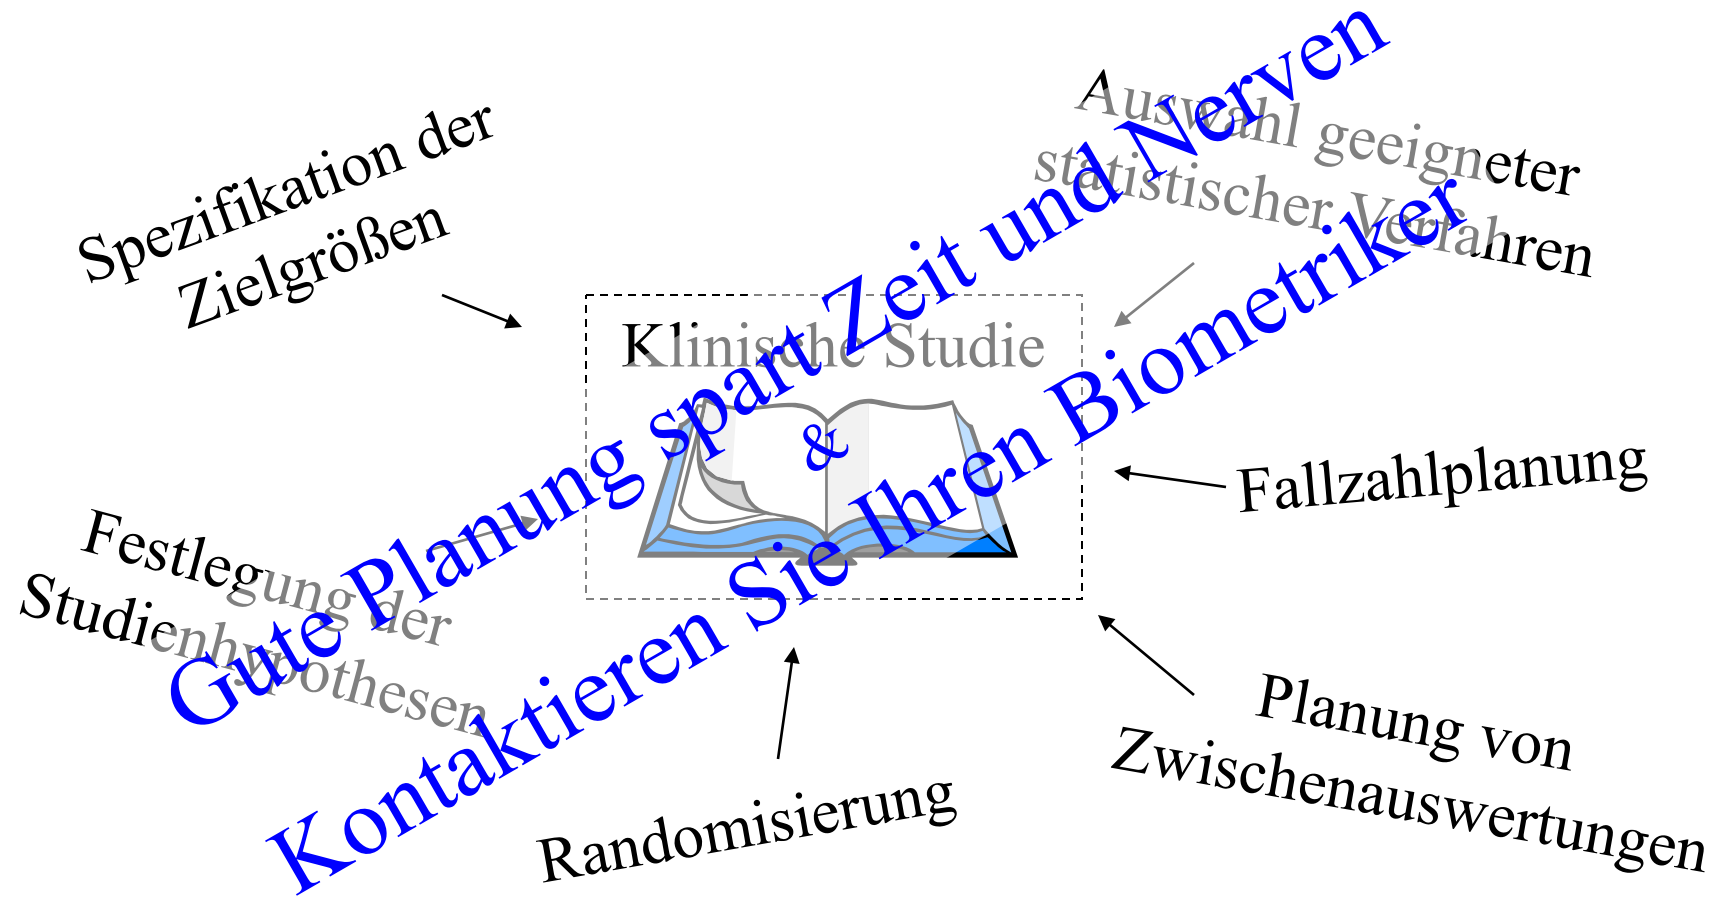 Spezifikation der
Zielgrößen
Auswahl geeigneter
statistischer Verfahren
Klinische Studie
Fallzahlplanung
Festlegung der
Studienhypothesen
Randomisierung
Planung von
Zwischenauswertungen
Gute Planung spart Zeit und Nerven
&
Kontaktieren Sie Ihren Biometriker